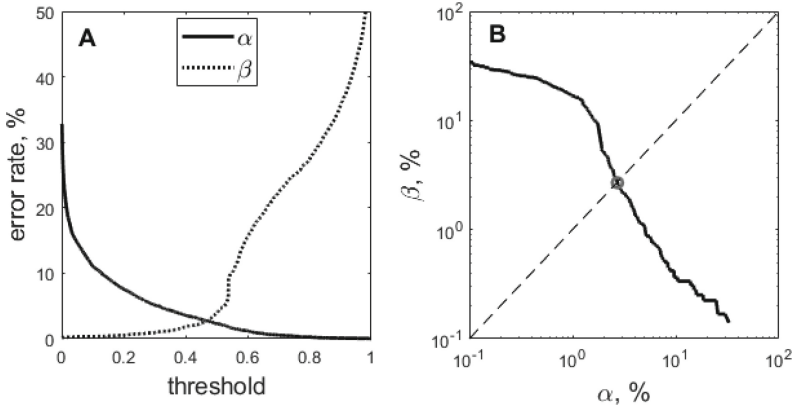 A
α
β
error rate, %
50
40
30
20
10
0
0 0.2 0.4 0.6 0.8 1
threshold
B
β, %
10²
10¹
10⁰
10⁻¹
10⁻¹ 10⁰ 10¹ 10²
α, %